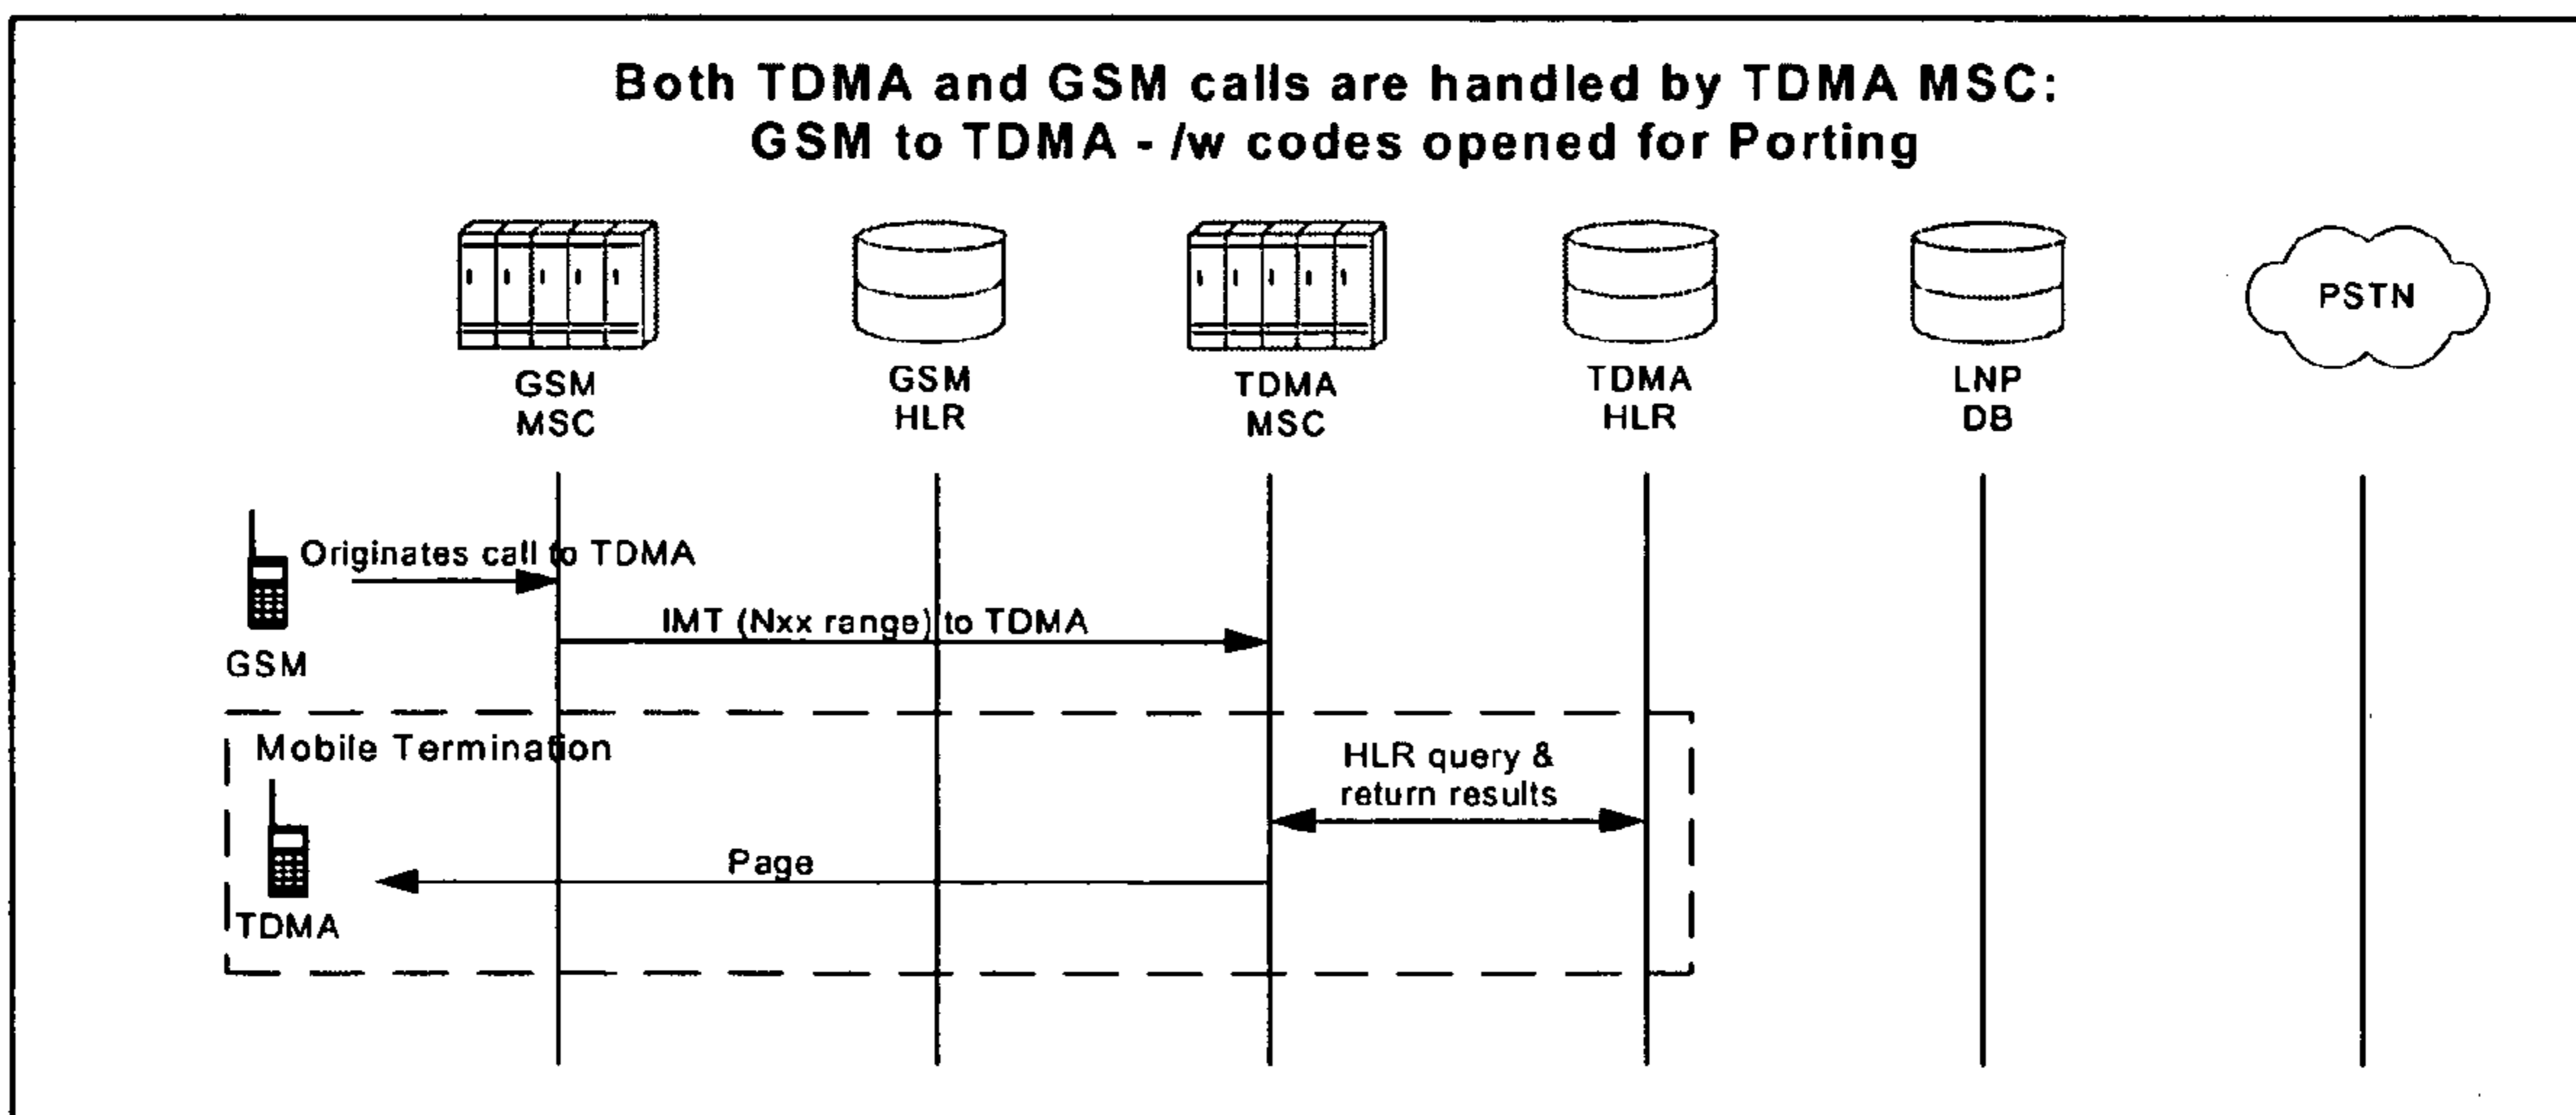 Both TDMA and GSM calls are handled by TDMA MSC:
GSM to TDMA - /w codes opened for Porting
GSM
MSC
GSM
HLR
TDMA
MSC
TDMA
HLR
LNP
DB
PSTN
Originates call to TDMA
GSM
IMT (Nxx range) to TDMA
Mobile Termination
HLR query &
return results
Page
TDMA